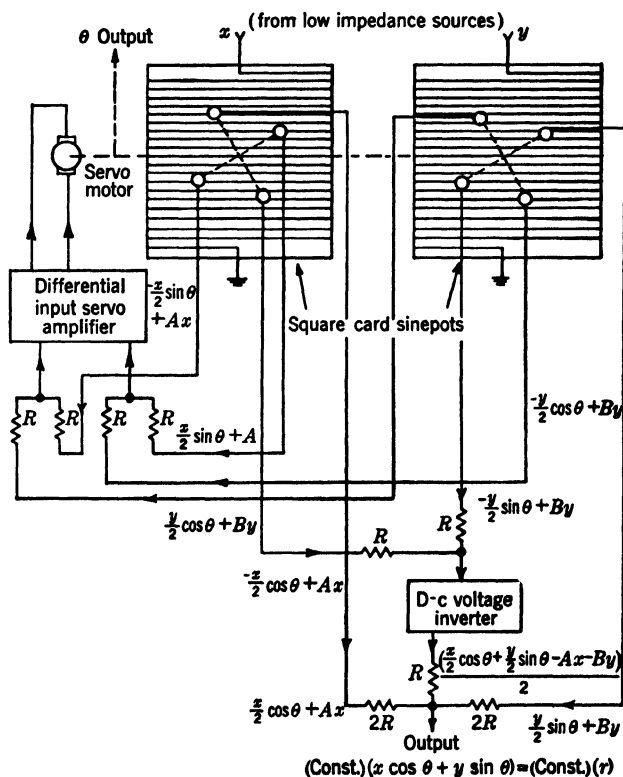 (from low impedance sources)
x
y
θ Output
Servo
motor
Differential
input servo
amplifier
-x/2 sin θ
+ Ax
Square card sinepots
R
R
R
R
x/2 sin θ + A
-y/2 cos θ + By
y/2 cos θ + By
-y/2 sin θ + By
R
R
-x/2 cos θ + Ax
D-c voltage
inverter
R
(x/2 cos θ + y/2 sin θ - Ax - By)
2
x/2 cos θ + Ax
2R
2R
y/2 sin θ + By
Output
(Const.)(x cos θ + y sin θ) = (Const.)(r)